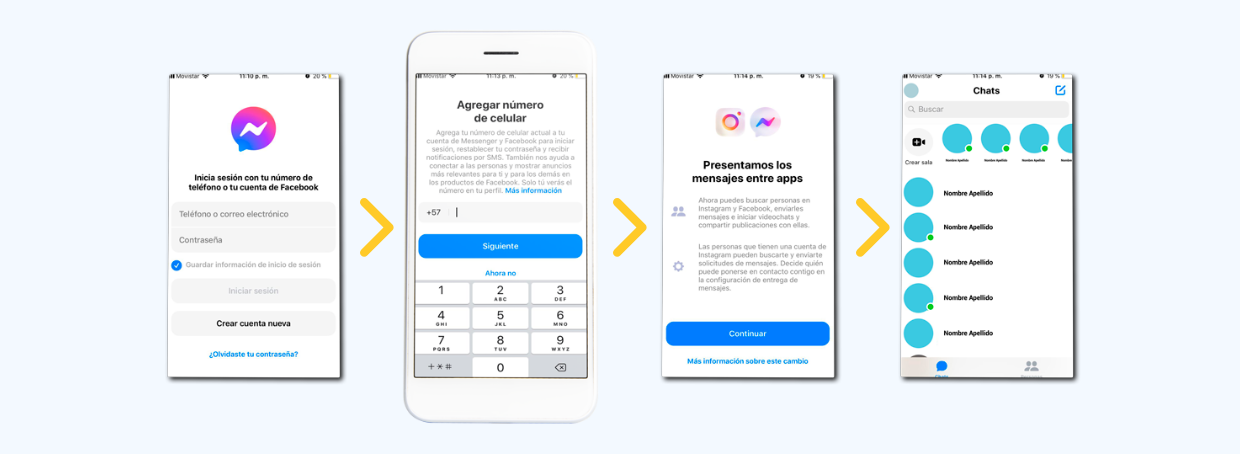 Movistar 11:10 p. m. 20 %
Inicia sesión con tu número de
teléfono o tu cuenta de Facebook
Teléfono o correo electrónico
Contraseña
Guardar información de inicio de sesión
Iniciar sesión
Crear cuenta nueva
¿Olvidaste tu contraseña?
Movistar 11:13 p. m. 20 %
Agregar número
de celular
Agrega tu número de celular actual a tu
cuenta de Messenger y Facebook para iniciar
sesión, restablecer tu contraseña y recibir
notificaciones por SMS. También nos ayuda a
conectar a las personas y mostrar anuncios
más relevantes para ti y para los demás en
los productos de Facebook. Solo tú verás el
número en tu perfil. Más información
+57
Siguiente
Ahora no
1 2 3
ABC DEF
4 5 6
GHI JKL MNO
7 8 9
PQRS TUV WXYZ
+ * # 0
Movistar 11:14 p. m. 19 %
Presentamos los
mensajes entre apps
Ahora puedes buscar personas en
Instagram y Facebook, enviarles
mensajes e iniciar videochats y
compartir publicaciones con ellas.
Las personas que tienen una cuenta de
Instagram pueden buscarte y enviarte
solicitudes de mensajes. Decide quién
puede ponerse en contacto contigo en
la configuración de entrega de
mensajes.
Continuar
Más información sobre este cambio
Movistar 11:14 p. m. 19 %
Chats
Buscar
Crear sala Nombre Apellido Nombre Apellido Nombre Apellido
Nombre Apellido
Nombre Apellido
Nombre Apellido
Nombre Apellido
Nombre Apellido
Chats